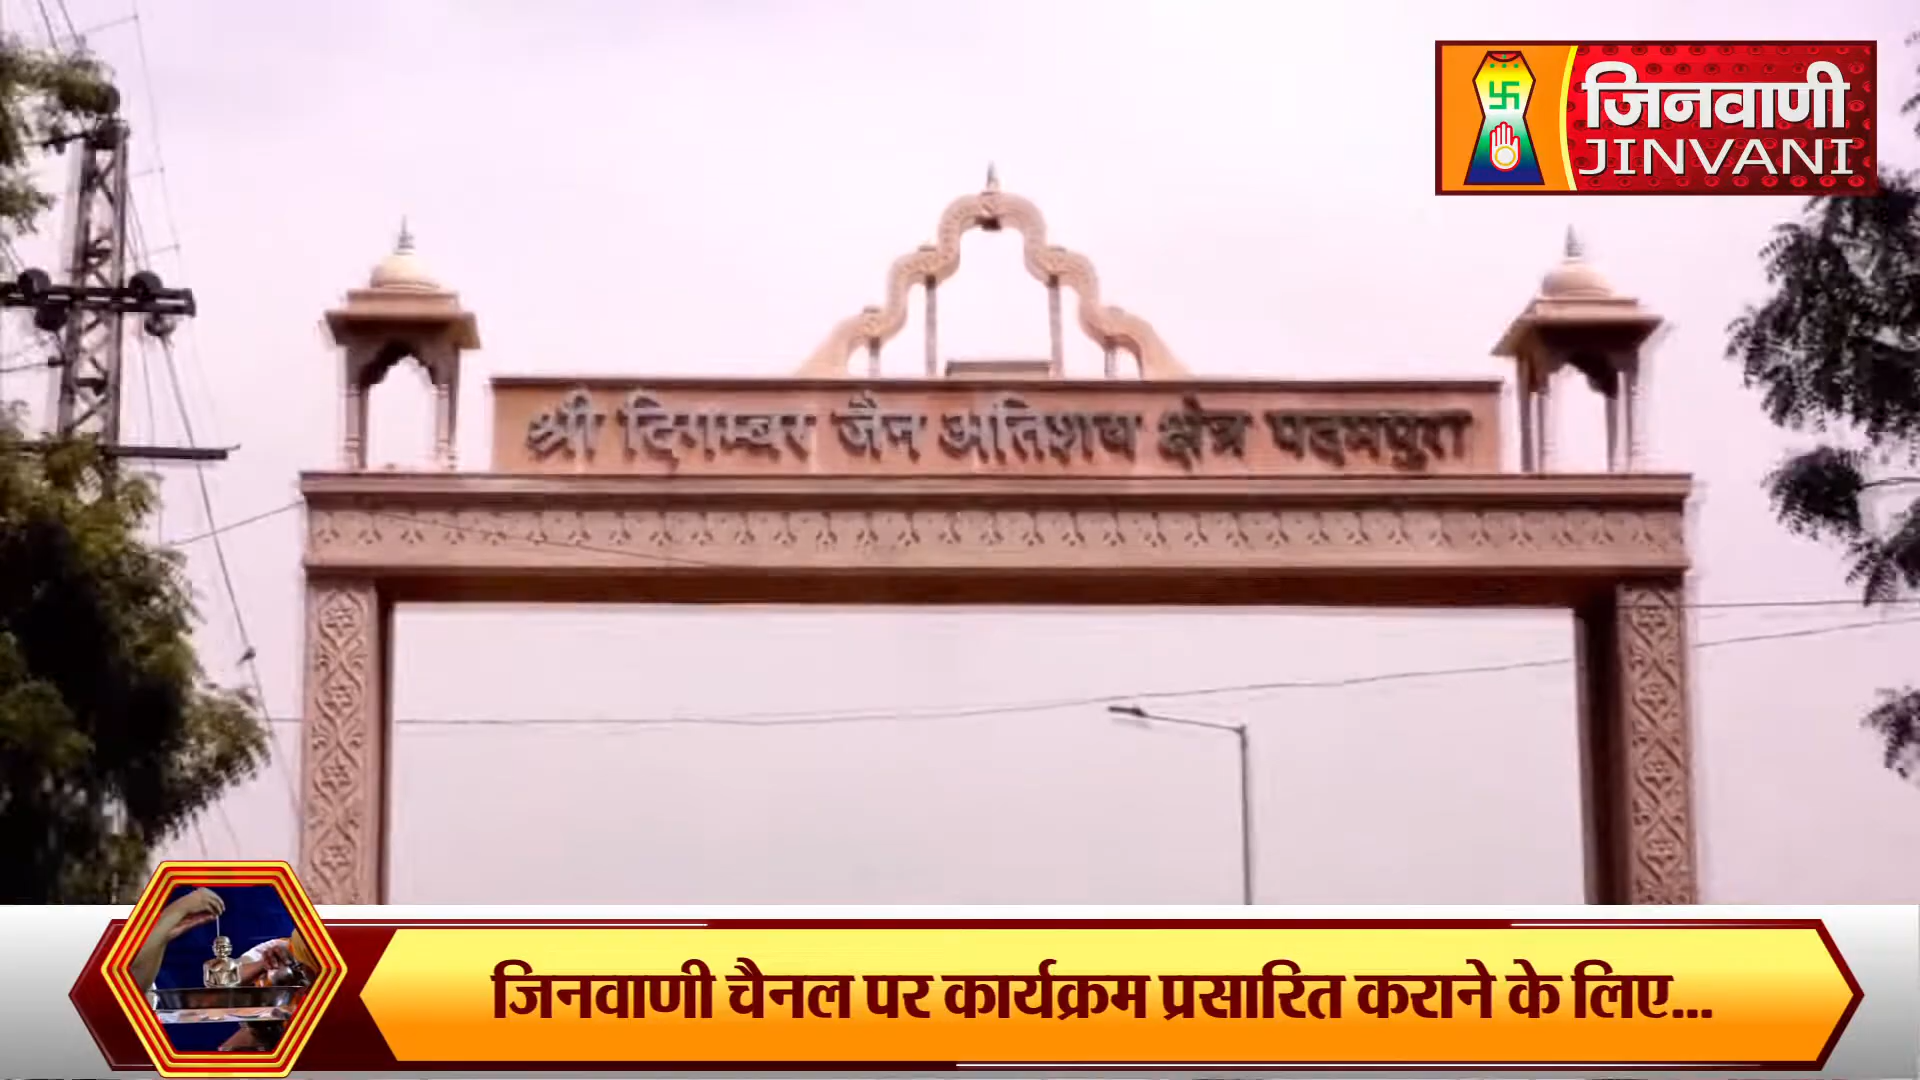 जिनवाणी
JINVANI
श्री दिगम्बर जैन अतिशय क्षेत्र पदमपुरा
जिनवाणी चैनल पर कार्यक्रम प्रसारित कराने के लिए...